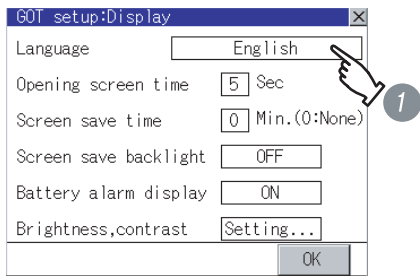 GOT setup:Display
Language English
Opening screen time 5 Sec
Screen save time 0 Min.(0:None)
Screen save backlight OFF
Battery alarm display ON
Brightness,contrast Setting...
OK
1